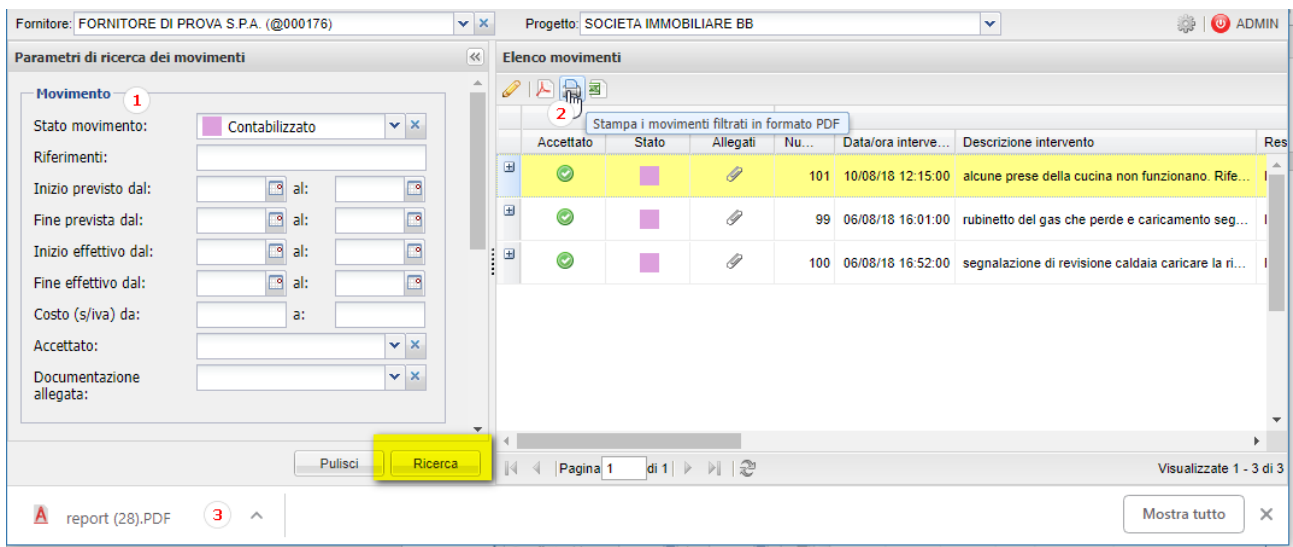 Fornitore: FORNITORE DI PROVA S.P.A. (@000176) Progetto: SOCIETA IMMOBILIARE BB ADMIN
Parametri di ricerca dei movimenti
Movimento 1
Stato movimento: Contabilizzato
Riferimenti:
Inizio previsto dal: al:
Fine prevista dal: al:
Inizio effettivo dal: al:
Fine effettivo dal: al:
Costo (s/iva) da: a:
Accettato:
Documentazione
allegata:
Pulisci Ricerca
Elenco movimenti
2
Stampa i movimenti filtrati in formato PDF
Accettato Stato Allegati Nu... Data/ora interve... Descrizione intervento Res
101 10/08/18 12:15:00 alcune prese della cucina non funzionano. Rife...
99 06/08/18 16:01:00 rubinetto del gas che perde e caricamento seg...
100 06/08/18 16:52:00 segnalazione di revisione caldaia caricare la ri...
Pagina 1 di 1 Visualizzate 1 - 3 di 3
report (28).PDF 3 Mostra tutto